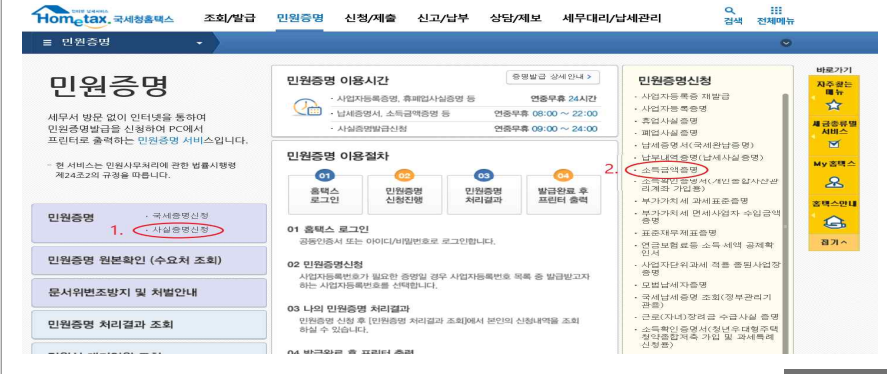 Hometax. 국세청홈택스
조회/발급 민원증명 신청/제출 신고/납부 상담/제보 세무대리/납세관리
검색 전체메뉴
민원증명
민원증명
세무서 방문 없이 인터넷을 통하여
민원증명발급을 신청하여 PC에서
프린터로 출력하는 민원증명 서비스입니다.
- 현 서비스는 민원사무처리에 관한 법률시행령
제24조2의 규정을 따릅니다.
민원증명
· 국세증명신청
1. · 사실증명신청
민원증명 원본확인 (수요처 조회)
문서위변조방지 및 처벌안내
민원증명 처리결과 조회
민원증명 이용시간
증명발급 상세안내 >
· 사업자등록증명, 휴폐업사실증명 등 연중무휴 24시간
· 납세증명서, 소득금액증명 등 연중무휴 08:00 ~ 22:00
· 사실증명발급신청 연중무휴 09:00 ~ 24:00
민원증명 이용절차
01 02 03 04
홈택스 로그인
민원증명 신청진행
민원증명 처리결과
발급완료 후 프린터 출력
01 홈택스 로그인
공동인증서 또는 아이디/비밀번호로 로그인합니다.
02 민원증명신청
사업자등록번호가 필요한 증명일 경우 사업자등록번호 목록 중 발급받고자
하는 사업자등록번호를 선택합니다.
03 나의 민원증명 처리결과
민원증명 신청 후 [민원증명 처리결과 조회]에서 본인의 신청내역을 조회
하실 수 있습니다.
04 발급완료 후 프린터 출력
민원증명신청
· 사업자등록증 재발급
· 사업자등록증명
· 휴업사실증명
· 폐업사실증명
· 납세증명서(국세완납증명)
· 납부내역증명(납세사실증명)
2. · 소득금액증명
· 소득확인증명서(개인종합자산관
리계좌 가입용)
· 부가가치세 과세표준증명
· 부가가치세 면세사업자 수입금액
증명
· 표준재무제표증명
· 연금보험료등 소득 세액 공제확
인서
· 사업자단위과세 적용 종된사업장
증명
· 모범납세자증명
· 국세납세증명 조회(정부관리기
관용)
· 근로(자녀)장려금 수급사실 증명
· 소득확인증명서(청년우대형주택
청약종합저축 가입 및 과세특례
신청용)
바로가기
자주찾는
메뉴
세금종류별
서비스
My홈택스
홈택스안내
접기